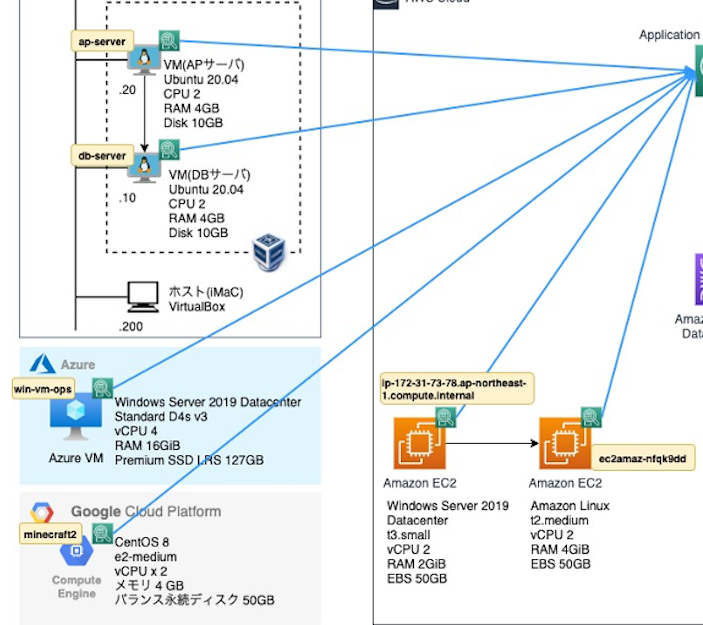 AWS Cloud
Application
ap-server
VM(APサーバ)
Ubuntu 20.04
CPU 2
RAM 4GB
Disk 10GB
.20
db-server
VM(DBサーバ)
Ubuntu 20.04
CPU 2
RAM 4GB
Disk 10GB
.10
ホスト(iMaC)
VirtualBox
.200
Amaz
Data
Azure
win-vm-ops
Windows Server 2019 Datacenter
Standard D4s v3
vCPU 4
RAM 16GiB
Premium SSD LRS 127GB
Azure VM
Google Cloud Platform
minecraft2
CentOS 8
e2-medium
vCPU x 2
メモリ 4 GB
バランス永続ディスク 50GB
Compute
Engine
ip-172-31-73-78.ap-northeast-
1.compute.internal
Amazon EC2
Windows Server 2019
Datacenter
t3.small
vCPU 2
RAM 2GiB
EBS 50GB
ec2amaz-nfqk9dd
Amazon EC2
Amazon Linux
t2.medium
vCPU 2
RAM 4GiB
EBS 50GB